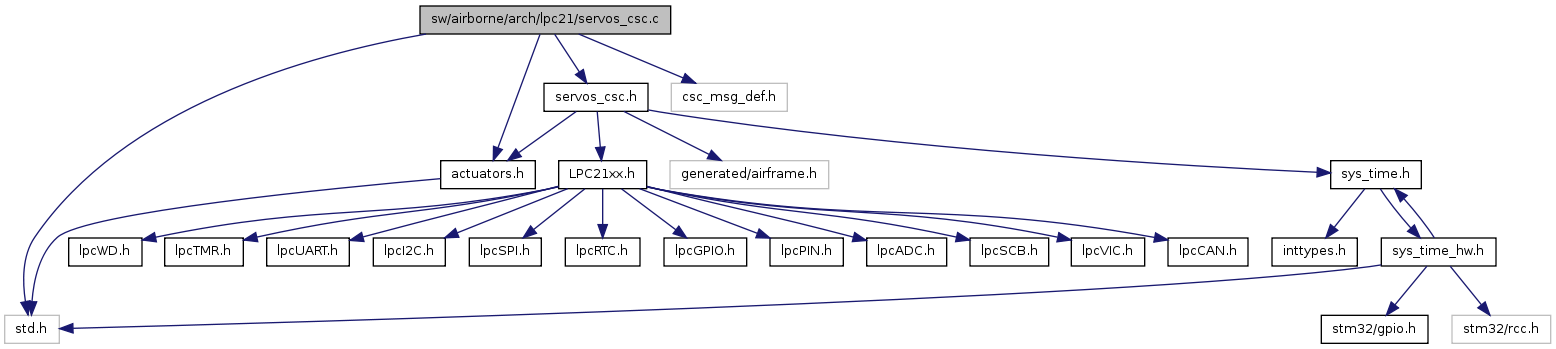 sw/airborne/arch/lpc21/servos_csc.c
servos_csc.h
csc_msg_def.h
actuators.h
LPC21xx.h
generated/airframe.h
sys_time.h
lpcWD.h
lpcTMR.h
lpcUART.h
lpcI2C.h
lpcSPI.h
lpcRTC.h
lpcGPIO.h
lpcPIN.h
lpcADC.h
lpcSCB.h
lpcVIC.h
lpcCAN.h
inttypes.h
sys_time_hw.h
std.h
stm32/gpio.h
stm32/rcc.h